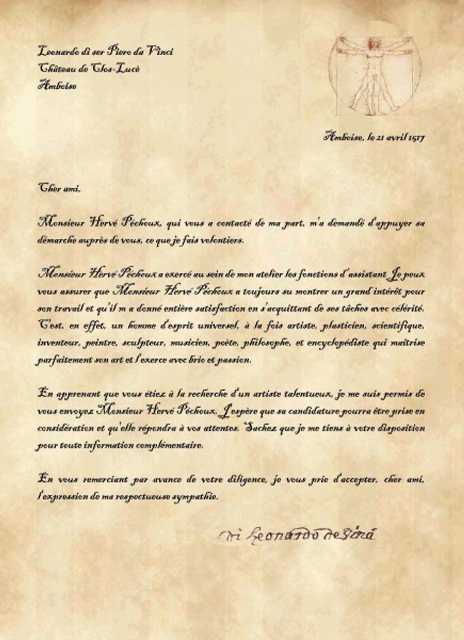 Leonardo di ser Piero da Vinci
Château de Clos-Lucé
Amboise
Amboise, le 21 avril 1517
Cher ami,
Monsieur Hervé Péchoux, qui vous a contacté de ma part, m'a demandé d'appuyer sa
démarche auprès de vous, ce que je fais volontiers.
Monsieur Hervé Péchoux a exercé au sein de mon atelier les fonctions d'assistant. Je peux
vous assurer que Monsieur Hervé Péchoux a toujours su montrer un grand intérêt pour
son travail et qu'il m a donné entière satisfaction en s'acquittant de ses tâches avec célérité.
C'est, en effet, un homme d'esprit universel, à la fois artiste, plasticien, scientifique,
inventeur, peintre, sculpteur, musicien, poète, philosophe, et encyclopédiste qui maîtrise
parfaitement son art et l'exerce avec brio et passion.
En apprenant que vous étiez à la recherche d'un artiste talentueux, je me suis permis de
vous envoyez Monsieur Hervé Péchoux. J'espère que sa candidature pourra être prise en
considération et qu'elle répondra à vos attentes. Sachez que je me tiens à votre disposition
pour toute information complémentaire.
En vous remerciant par avance de votre diligence, je vous prie d'accepter, cher ami,
l'expression de ma respectueuse sympathie.
Leonardo